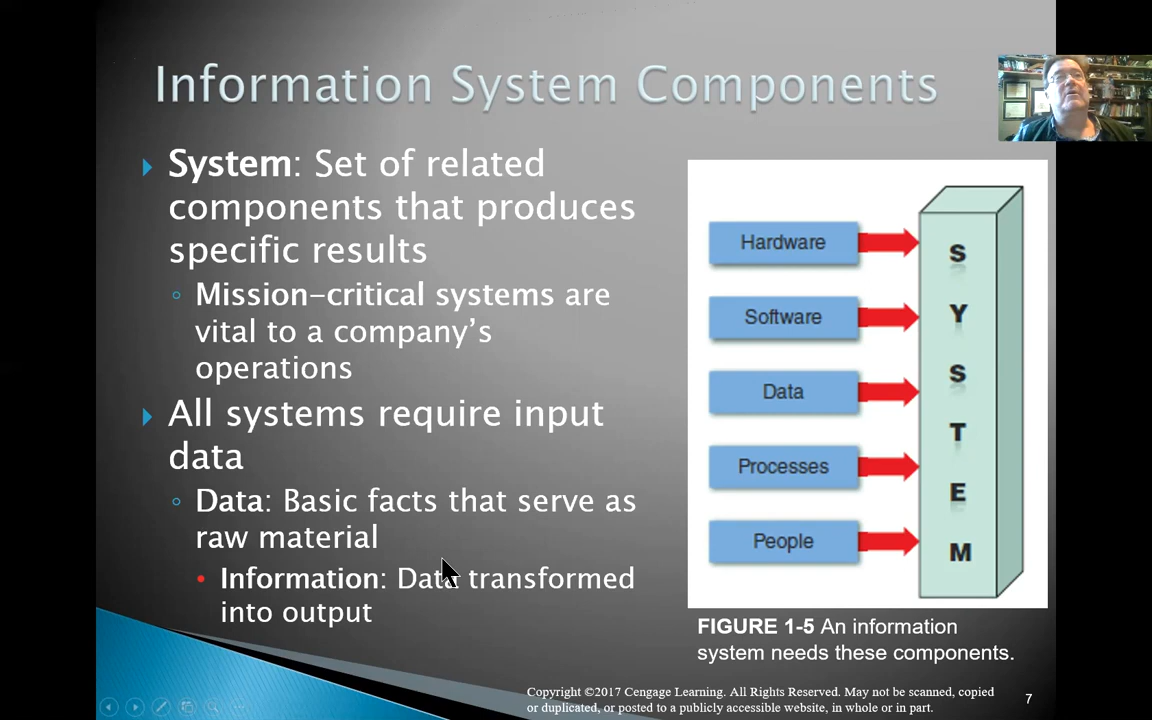 Information System Components
System: Set of related
components that produces
specific results
Mission-critical systems are
vital to a company's
operations
All systems require input
data
Data: Basic facts that serve as
raw material
Information: Data transformed
into output
Hardware
Software
Data
Processes
People
S
Y
S
T
E
M
FIGURE 1-5 An information
system needs these components.
Copyright ©2017 Cengage Learning. All Rights Reserved. May not be scanned, copied
or duplicated, or posted to a publicly accessible website, in whole or in part.
7